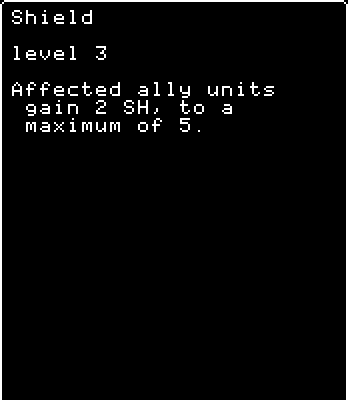 Shield
level 3
Affected ally units
gain 2 SH, to a
maximum of 5.